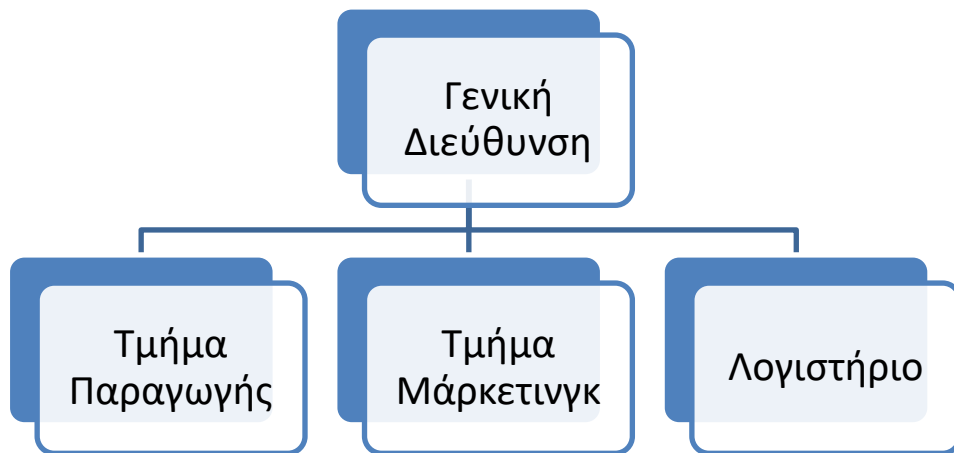 Γενική
Διεύθυνση
Τμήμα
Παραγωγής
Τμήμα
Μάρκετινγκ
Λογιστήριο